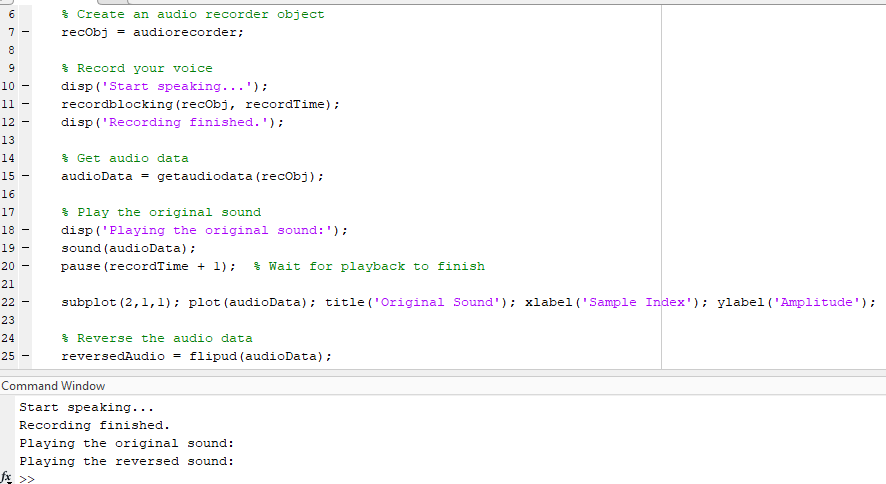 6 % Create an audio recorder object
7 – recObj = audiorecorder;
8
9 % Record your voice
10 – disp('Start speaking...');
11 – recordblocking(recObj, recordTime);
12 – disp('Recording finished.');
13
14 % Get audio data
15 – audioData = getaudiodata(recObj);
16
17 % Play the original sound
18 – disp('Playing the original sound:');
19 – sound(audioData);
20 – pause(recordTime + 1);  % Wait for playback to finish
21
22 – subplot(2,1,1); plot(audioData); title('Original Sound'); xlabel('Sample Index'); ylabel('Amplitude');
23
24 % Reverse the audio data
25 – reversedAudio = flipud(audioData);
Command Window
Start speaking...
Recording finished.
Playing the original sound:
Playing the reversed sound:
fx >>